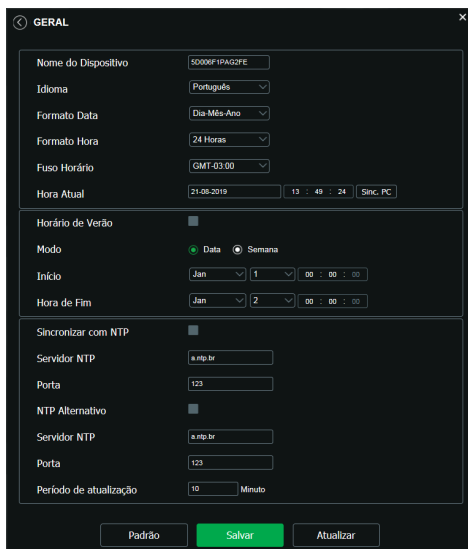 GERAL
×
Nome do Dispositivo 5D006F1PAG2FE
Idioma Português
Formato Data Dia-Mês-Ano
Formato Hora 24 Horas
Fuso Horário GMT-03:00
Hora Atual 21-08-2019 13 : 49 : 24 Sinc. PC
Horário de Verão
Modo Data Semana
Início Jan 1 00 : 00 : 00
Hora de Fim Jan 2 00 : 00 : 00
Sincronizar com NTP
Servidor NTP a.ntp.br
Porta 123
NTP Alternativo
Servidor NTP a.ntp.br
Porta 123
Período de atualização 10 Minuto
Padrão Salvar Atualizar